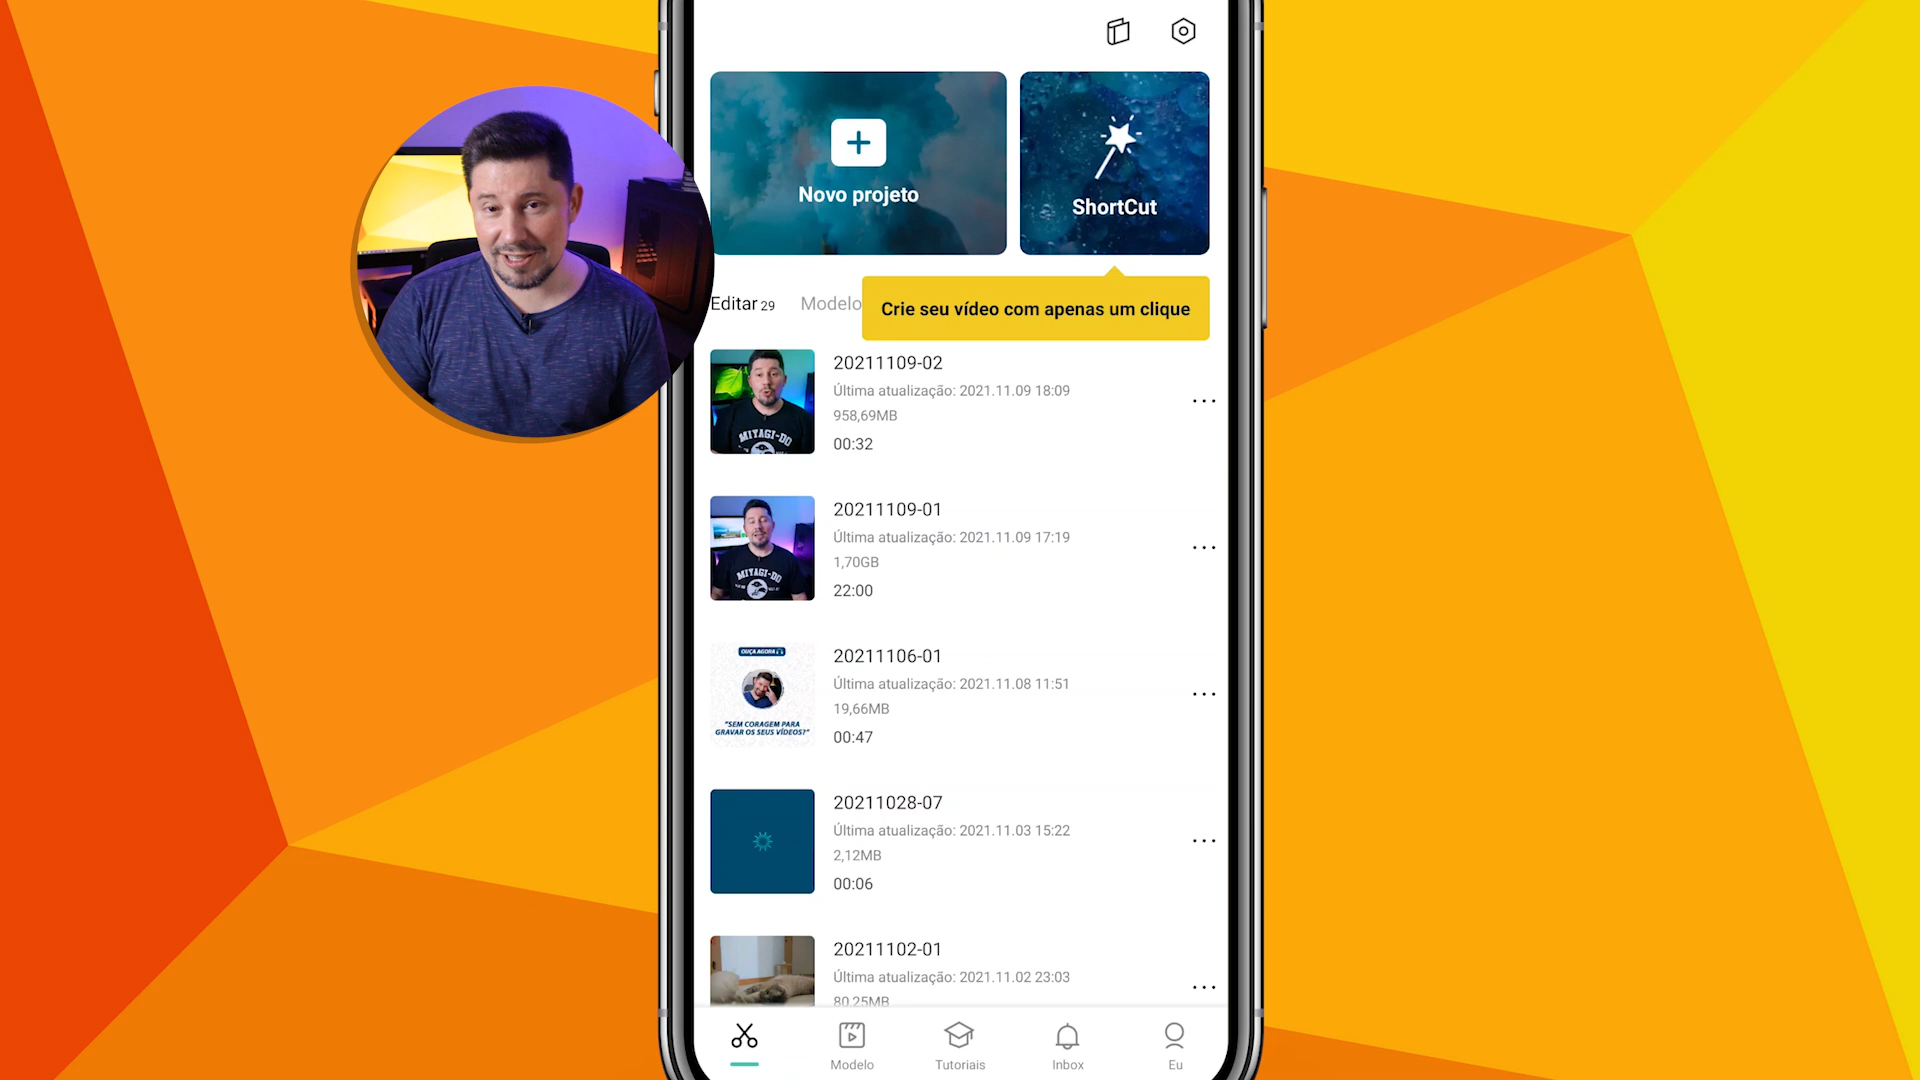 Novo projeto
ShortCut
Editar 29
Modelo
Crie seu vídeo com apenas um clique
20211109-02
Última atualização: 2021.11.09 18:09
958,69MB
00:32
MIYAGI-DO
20211109-01
Última atualização: 2021.11.09 17:19
1,70GB
22:00
MIYAGI-DO
20211106-01
Última atualização: 2021.11.08 11:51
19,66MB
00:47
OUÇA AGORA
"SEM CORAGEM PARA
GRAVAR OS SEUS VÍDEOS?"
20211028-07
Última atualização: 2021.11.03 15:22
2,12MB
00:06
20211102-01
Última atualização: 2021.11.02 23:03
80,25MB
Modelo
Tutoriais
Inbox
Eu